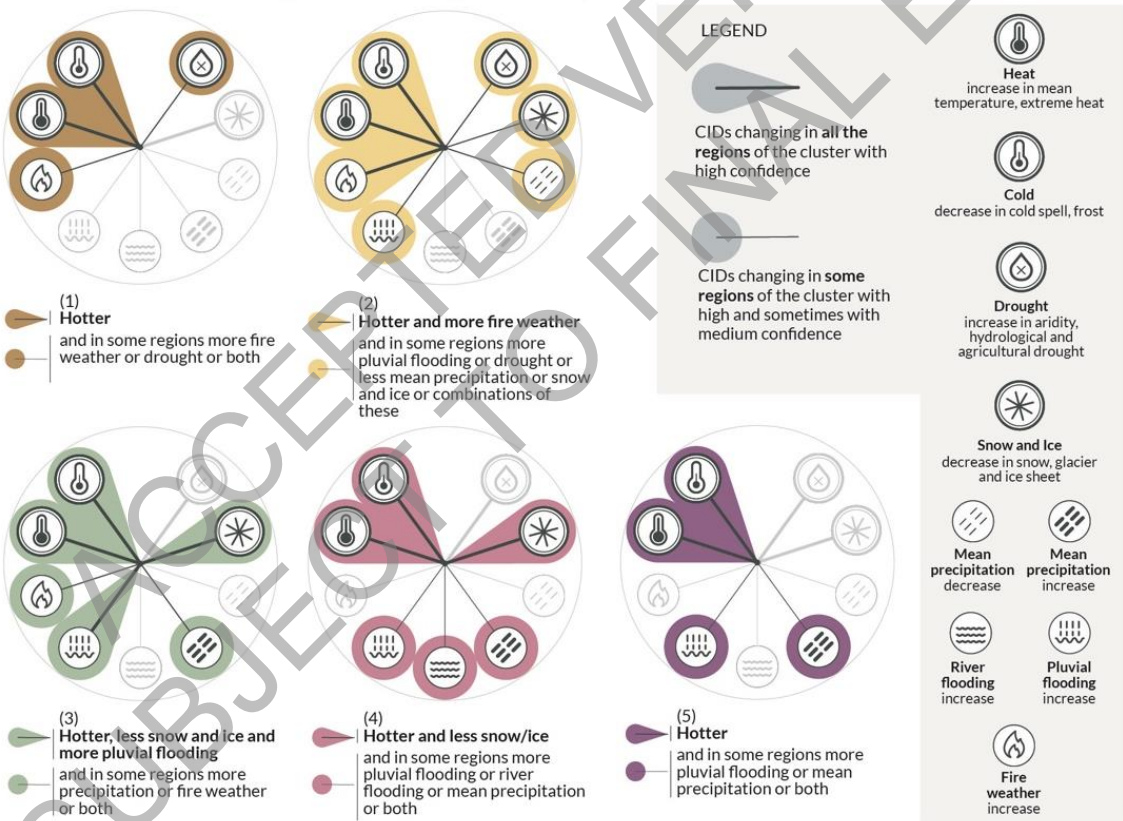 LEGEND
CIDs changing in all the
regions of the cluster with
high confidence
CIDs changing in some
regions of the cluster with
high and sometimes with
medium confidence
Heat
increase in mean
temperature, extreme heat
Cold
decrease in cold spell, frost
Drought
increase in aridity,
hydrological and
agricultural drought
Snow and Ice
decrease in snow, glacier
and ice sheet
Mean
precipitation
decrease
Mean
precipitation
increase
River
flooding
increase
Pluvial
flooding
increase
Fire
weather
increase
(1)
Hotter
and in some regions more fire
weather or drought or both
(2)
Hotter and more fire weather
and in some regions more
pluvial flooding or drought or
less mean precipitation or snow
and ice or combinations of
these
(3)
Hotter, less snow and ice and
more pluvial flooding
and in some regions more
precipitation or fire weather
or both
(4)
Hotter and less snow/ice
and in some regions more
pluvial flooding or river
flooding or mean precipitation
or both
(5)
Hotter
and in some regions more
pluvial flooding or mean
precipitation or both
ACCEPTED
SUBJECT TO FINAL